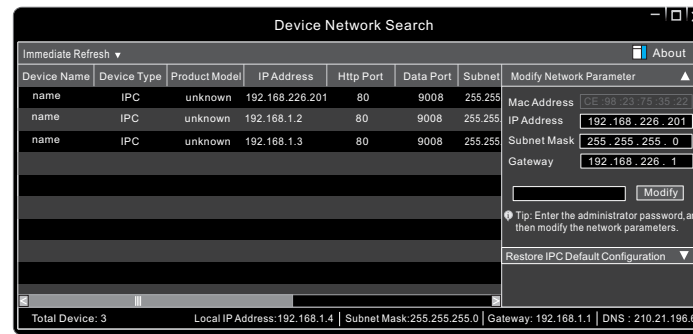 Device Network Search
Immediate Refresh ▼ About
Device Name Device Type Product Model IP Address Http Port Data Port Subnet
name IPC unknown 192.168.226.201 80 9008 255.255
name IPC unknown 192.168.1.2 80 9008 255.255.
name IPC unknown 192.168.1.3 80 9008 255.255
Modify Network Parameter ▲
Mac Address CE :98 : 23 : 75 : 35 : 22
IP Address 192 .168 . 226 . 201
Subnet Mask 255 . 255 . 255 . 0
Gateway 192 .168 . 226 . 1
Modify
Tip: Enter the administrator password, a
then modify the network parameters.
Restore IPC Default Configuration ▼
Total Device: 3 Local IP Address:192.168.1.4 Subnet Mask:255.255.255.0 Gateway: 192.168.1.1 DNS : 210.21.196.6